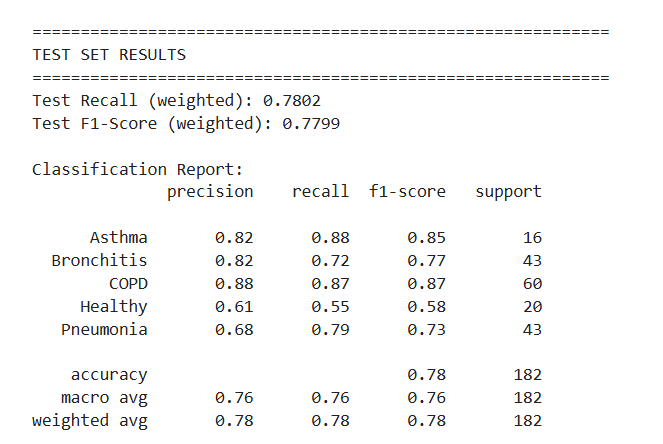 ============================================================
TEST SET RESULTS
============================================================
Test Recall (weighted): 0.7802
Test F1-Score (weighted): 0.7799
Classification Report:
precision recall f1-score support
Asthma 0.82 0.88 0.85 16
Bronchitis 0.82 0.72 0.77 43
COPD 0.88 0.87 0.87 60
Healthy 0.61 0.55 0.58 20
Pneumonia 0.68 0.79 0.73 43
accuracy 0.78 182
macro avg 0.76 0.76 0.76 182
weighted avg 0.78 0.78 0.78 182